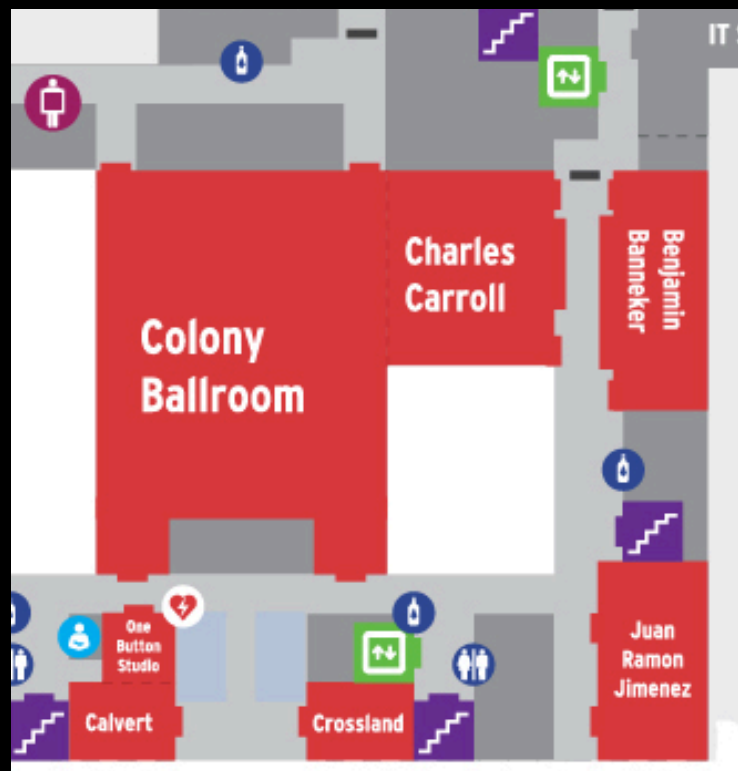 IT
Charles
Carroll
Benjamin
Banneker
Colony
Ballroom
One
Button
Studio
Juan
Ramon
Jimenez
Calvert
Crossland